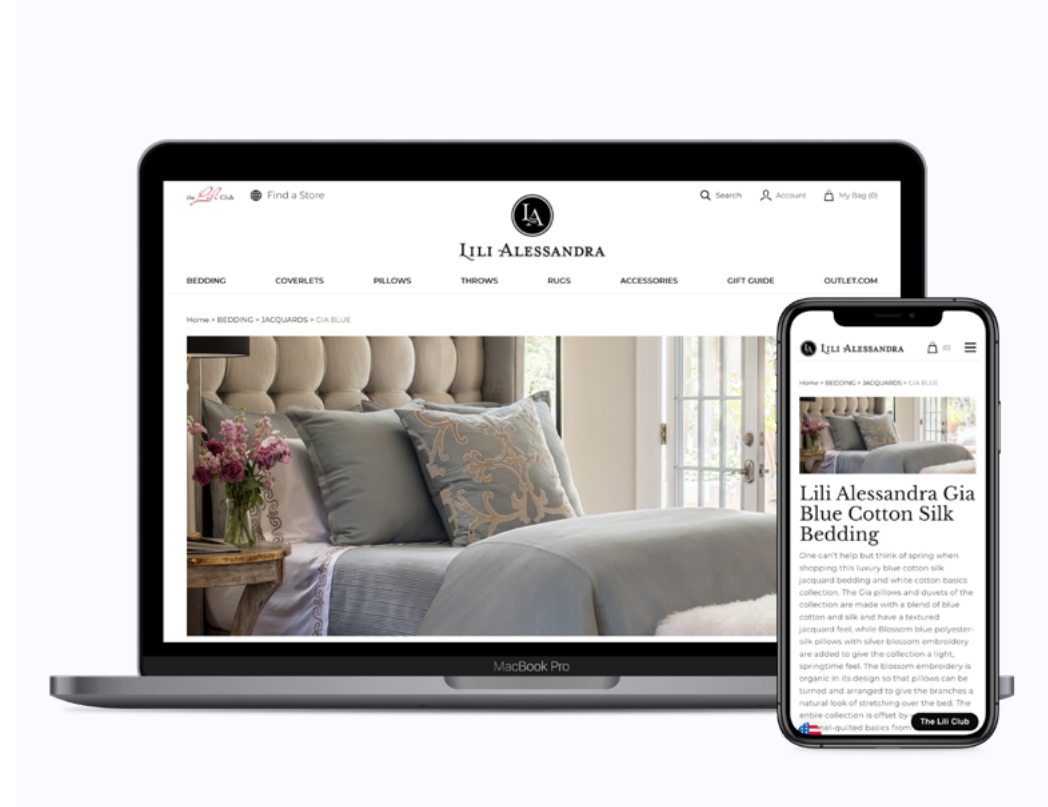 the Lili Club
Find a Store
Search
Account
My Bag (0)
LA
LILI ALESSANDRA
BEDDING
COVERLETS
PILLOWS
THROWS
RUGS
ACCESSORIES
GIFT GUIDE
OUTLET.COM
Home > BEDDING > JACQUARDS > GIA BLUE
MacBook Pro
LA
LILI ALESSANDRA
(0)
Home > BEDDING > JACQUARDS > GIA BLUE
Lili Alessandra Gia
Blue Cotton Silk
Bedding
One can't help but think of spring when
shopping this luxury blue cotton silk
jacquard bedding and white cotton basics
collection. The Gia pillows and duvets of the
collection are made with a blend of blue
cotton and silk and have a textured
jacquard feel, while Blossom blue polyester-
silk pillows with silver blossom embroidery
are added to give the collection a light,
springtime feel. The blossom embroidery is
organic in its design so that pillows can be
turned and arranged to give the branches a
natural look of stretching over the bed. The
entire collection is offset by
nel-quilted basics from
The Lili Club